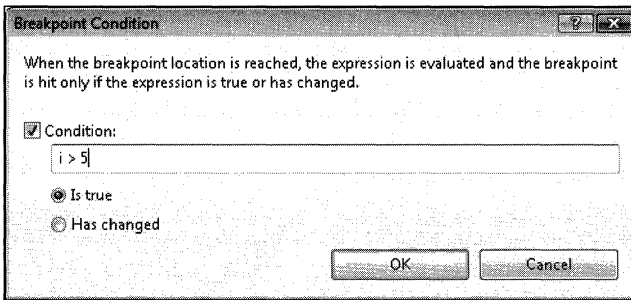 Breakpoint Condition
When the breakpoint location is reached, the expression is evaluated and the breakpoint
is hit only if the expression is true or has changed.
Condition:
i > 5
Is true
Has changed
OK
Cancel